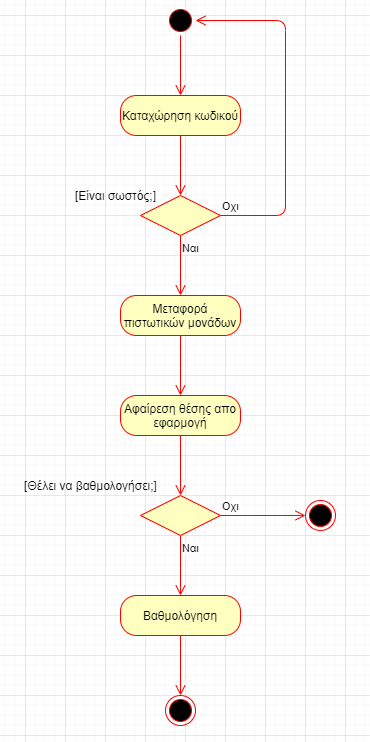 Καταχώρηση κωδικού
[Είναι σωστός;]
Οχι
Ναι
Μεταφορά
πιστωτικών μονάδων
Αφαίρεση θέσης απο
εφαρμογή
[Θέλει να βαθμολογήσει;]
Οχι
Ναι
Βαθμολόγηση